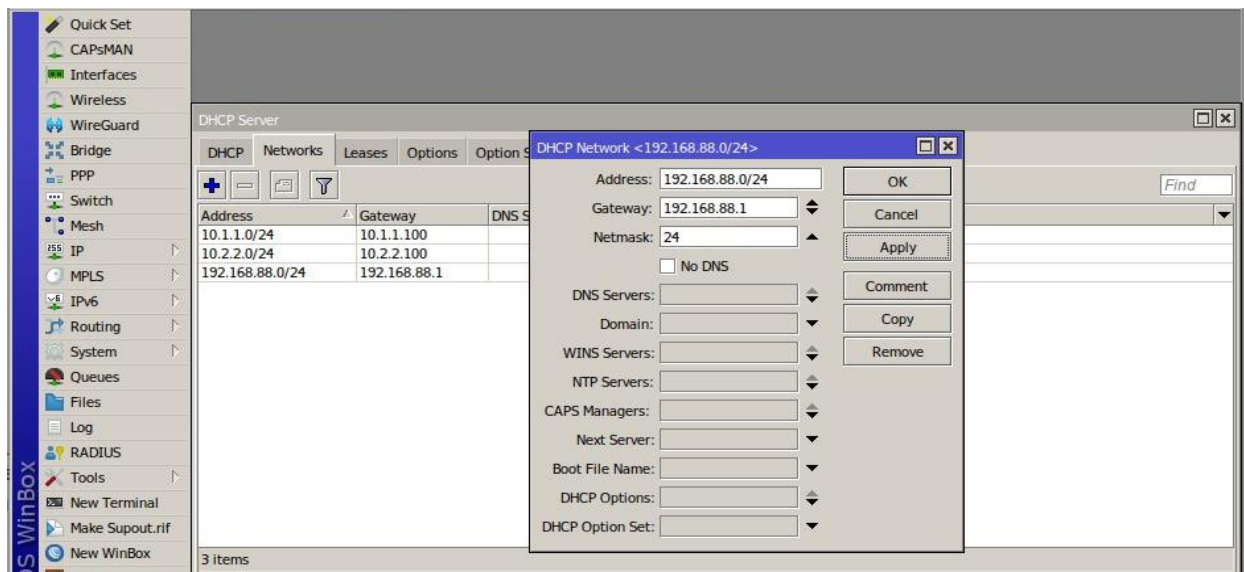 Quick Set
CAPsMAN
Interfaces
Wireless
WireGuard
Bridge
PPP
Switch
Mesh
255 IP
MPLS
v6 IPv6
Routing
System
Queues
Files
Log
RADIUS
Tools
New Terminal
Make Supout.rif
New WinBox
OS WinBox
DHCP Server
DHCP Networks Leases Options Option S
Find
Address Gateway DNS S
10.1.1.0/24 10.1.1.100
10.2.2.0/24 10.2.2.100
192.168.88.0/24 192.168.88.1
3 items
DHCP Network <192.168.88.0/24>
Address: 192.168.88.0/24
Gateway: 192.168.88.1
Netmask: 24
No DNS
DNS Servers:
Domain:
WINS Servers:
NTP Servers:
CAPS Managers:
Next Server:
Boot File Name:
DHCP Options:
DHCP Option Set:
OK
Cancel
Apply
Comment
Copy
Remove